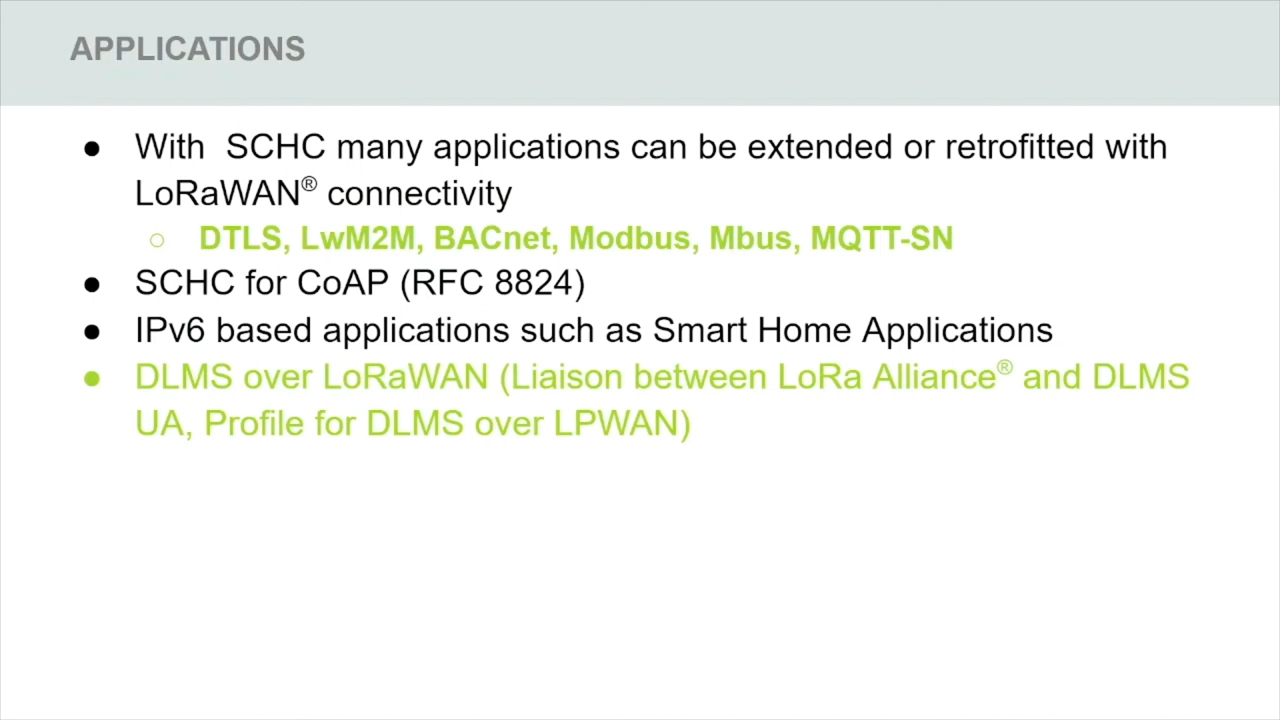 APPLICATIONS
● With  SCHC many applications can be extended or retrofitted with
LoRaWAN® connectivity
○ DTLS, LwM2M, BACnet, Modbus, Mbus, MQTT-SN
● SCHC for CoAP (RFC 8824)
● IPv6 based applications such as Smart Home Applications
● DLMS over LoRaWAN (Liaison between LoRa Alliance® and DLMS
UA, Profile for DLMS over LPWAN)